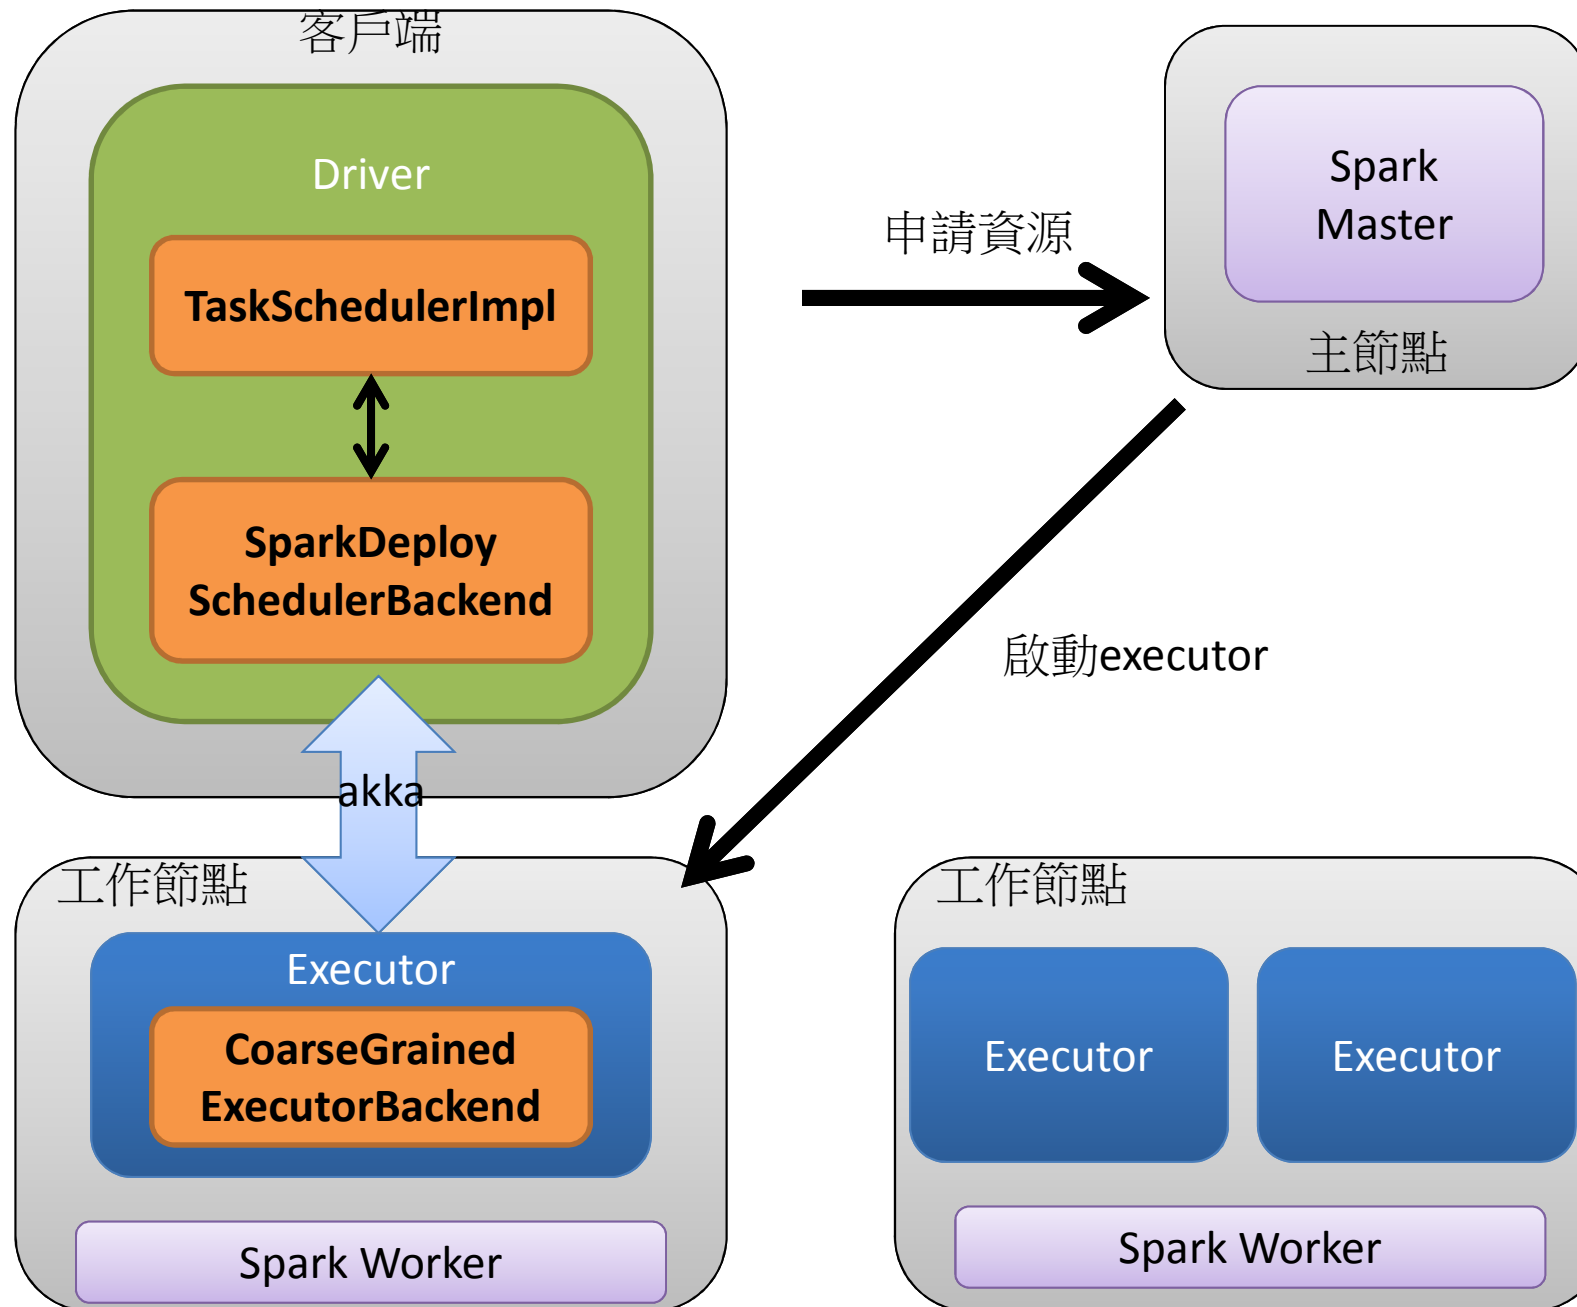 客戶端
Driver
TaskSchedulerImpl
SparkDeploy
SchedulerBackend
akka
申請資源
Spark
Master
主節點
啟動executor
工作節點
Executor
CoarseGrained
ExecutorBackend
Spark Worker
工作節點
Executor
Executor
Spark Worker